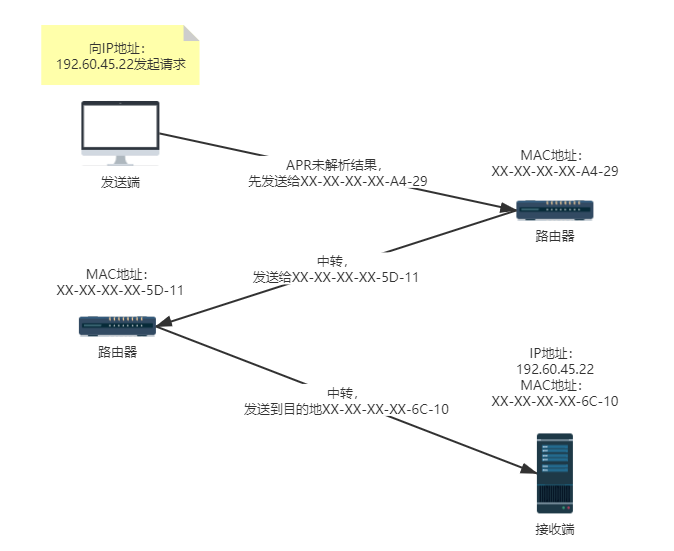 向IP地址：
192.60.45.22发起请求
发送端
APR未解析结果，
先发送给XX-XX-XX-XX-A4-29
MAC地址：
XX-XX-XX-XX-A4-29
路由器
中转，
发送给XX-XX-XX-XX-5D-11
MAC地址：
XX-XX-XX-XX-5D-11
路由器
中转，
发送到目的地XX-XX-XX-XX-6C-10
IP地址：
192.60.45.22
MAC地址：
XX-XX-XX-XX-6C-10
接收端